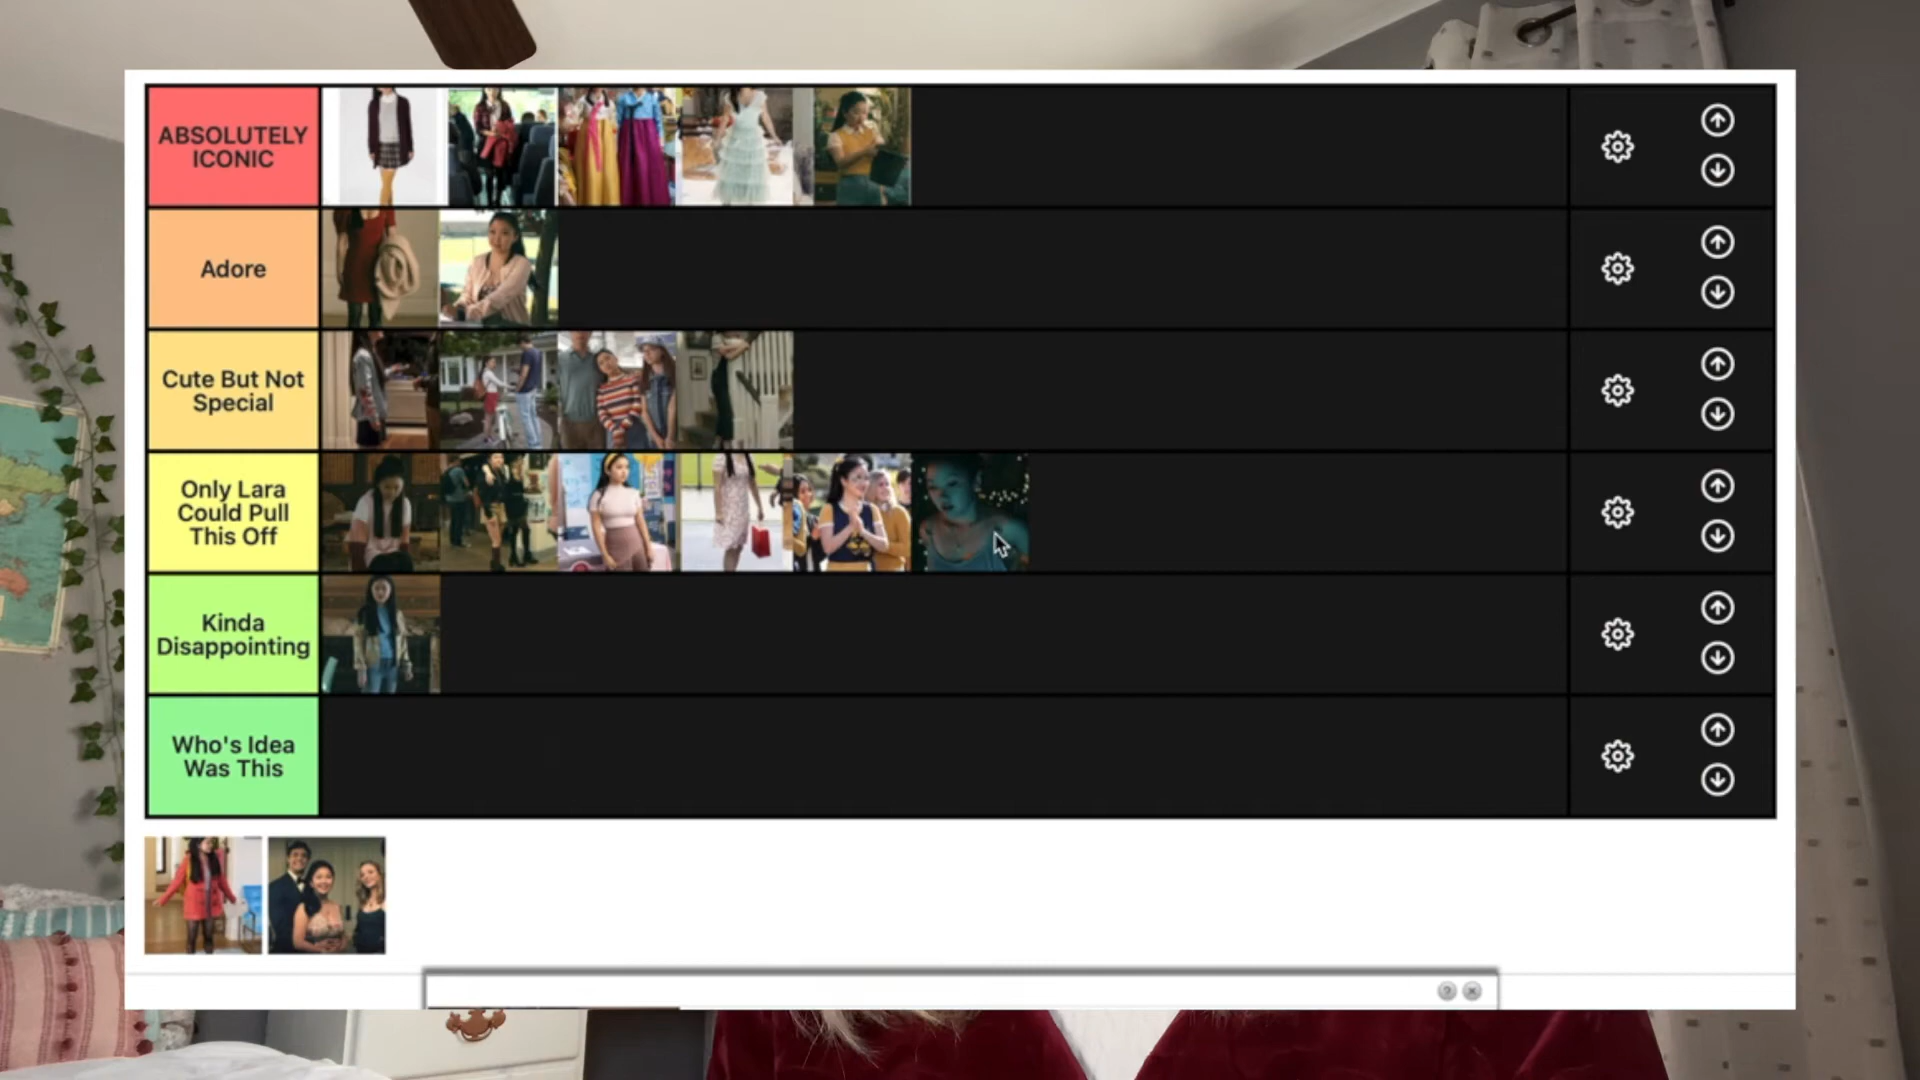 ABSOLUTELY
ICONIC
Adore
Cute But Not
Special
Only Lara
Could Pull
This Off
Kinda
Disappointing
Who's Idea
Was This